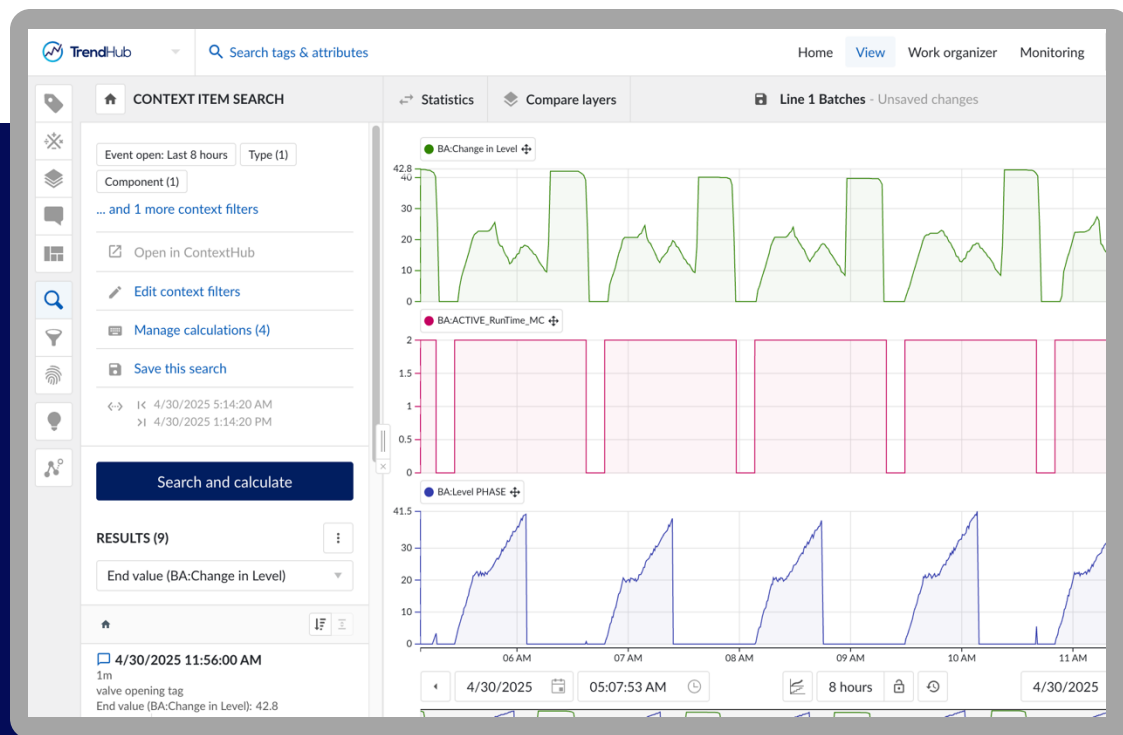 TrendHub
Search tags & attributes
Home View Work organizer Monitoring
CONTEXT ITEM SEARCH
Statistics
Compare layers
Line 1 Batches - Unsaved changes
Event open: Last 8 hours
Type (1)
Component (1)
... and 1 more context filters
Open in ContextHub
Edit context filters
Manage calculations (4)
Save this search
4/30/2025 5:14:20 AM
4/30/2025 1:14:20 PM
Search and calculate
RESULTS (9)
End value (BA:Change in Level)
4/30/2025 11:56:00 AM
1m
valve opening tag
End value (BA:Change in Level): 42.8
BA:Change in Level
42.8
40
30
20
10
0
BA:ACTIVE_RunTime_MC
2
1.5
1
0.5
0
BA:Level PHASE
41.5
30
20
10
0
06 AM 07 AM 08 AM 09 AM 10 AM 11 AM
4/30/2025 05:07:53 AM 8 hours 4/30/2025